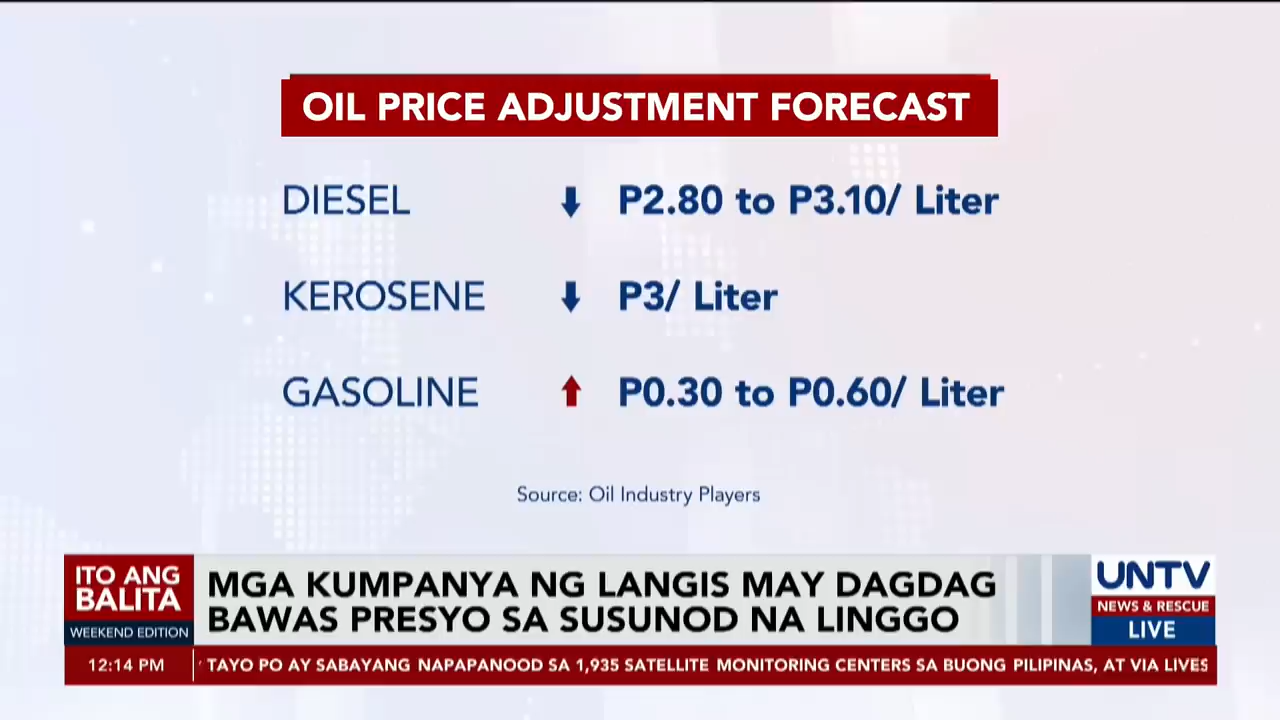 OIL PRICE ADJUSTMENT FORECAST
DIESEL P2.80 to P3.10/ Liter
KEROSENE P3/ Liter
GASOLINE P0.30 to P0.60/ Liter
Source: Oil Industry Players
ITO ANG
BALITA
WEEKEND EDITION
MGA KUMPANYA NG LANGIS MAY DAGDAG
BAWAS PRESYO SA SUSUNOD NA LINGGO
UNTV
NEWS & RESCUE
LIVE
12:14 PM
TAYO PO AY SABAYANG NAPAPANOOD SA 1,935 SATELLITE MONITORING CENTERS SA BUONG PILIPINAS, AT VIA LIVES